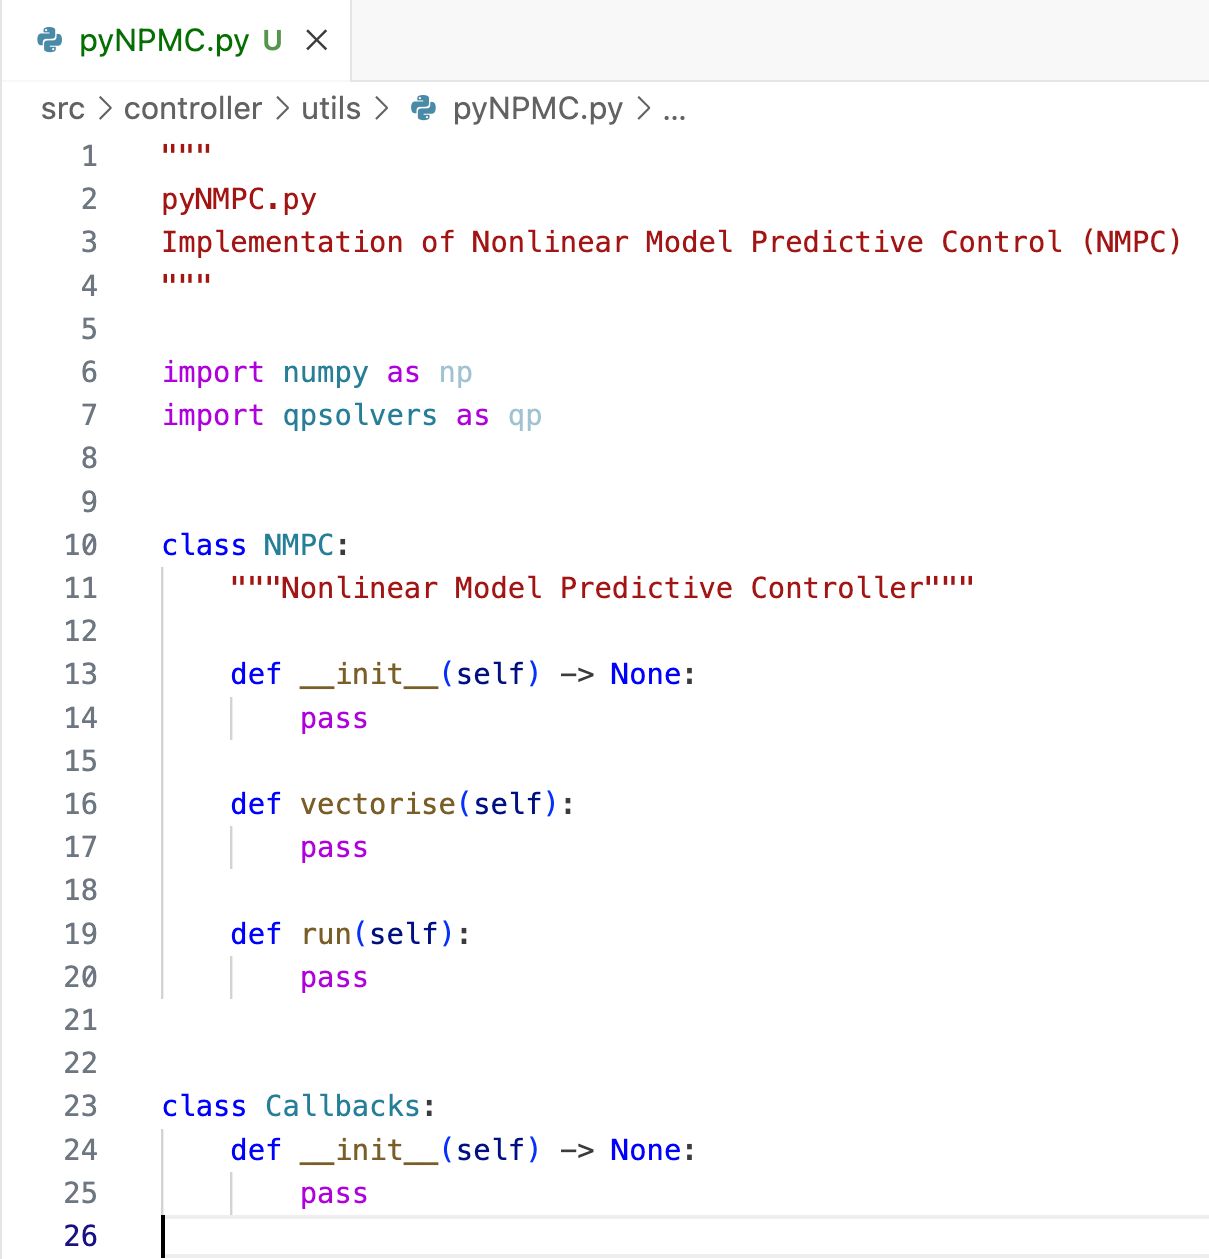 pyNPMC.py U
src > controller > utils > pyNPMC.py > ...
1 """
2 pyNMPC.py
3 Implementation of Nonlinear Model Predictive Control (NMPC)
4 """
5
6 import numpy as np
7 import qpsolvers as qp
8
9
10 class NMPC:
11     """Nonlinear Model Predictive Controller"""
12
13     def __init__(self) -> None:
14         pass
15
16     def vectorise(self):
17         pass
18
19     def run(self):
20         pass
21
22
23 class Callbacks:
24     def __init__(self) -> None:
25         pass
26